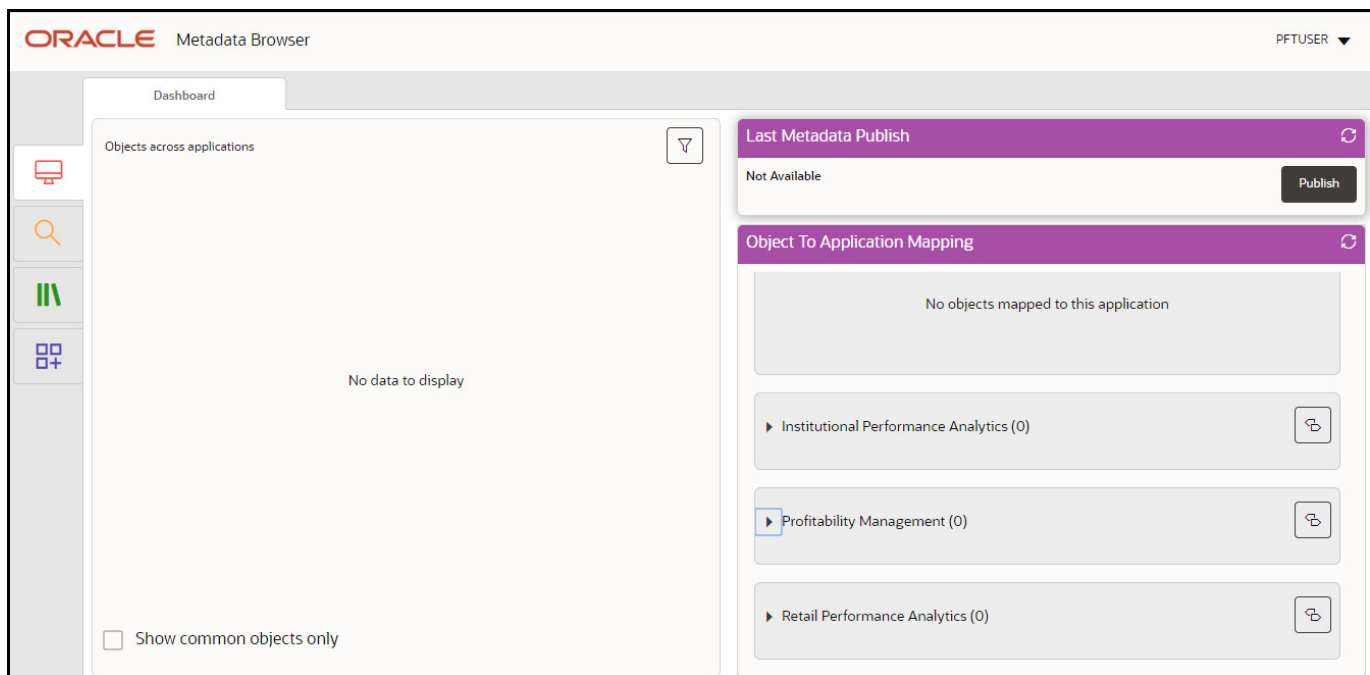 ORACLE Metadata Browser
PFTUSER
Dashboard
Objects across applications
No data to display
Show common objects only
Last Metadata Publish
Not Available
Publish
Object To Application Mapping
No objects mapped to this application
Institutional Performance Analytics (0)
Profitability Management (0)
Retail Performance Analytics (0)